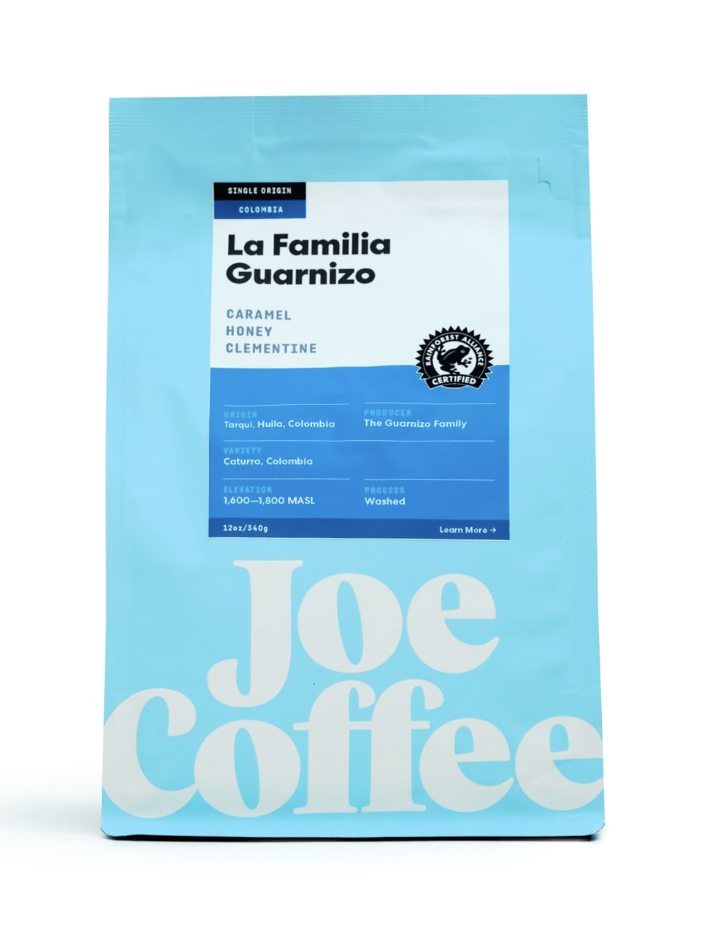 SINGLE ORIGIN
COLOMBIA
La Familia
Guarnizo
CARAMEL
HONEY
CLEMENTINE
RAINFOREST ALLIANCE
CERTIFIED
ORIGIN
Tarqui, Huila, Colombia
PRODUCER
The Guarnizo Family
VARIETY
Caturra, Colombia
ELEVATION
1,600—1,800 MASL
PROCESS
Washed
12oz/340g
Learn More →
Joe
Coffee